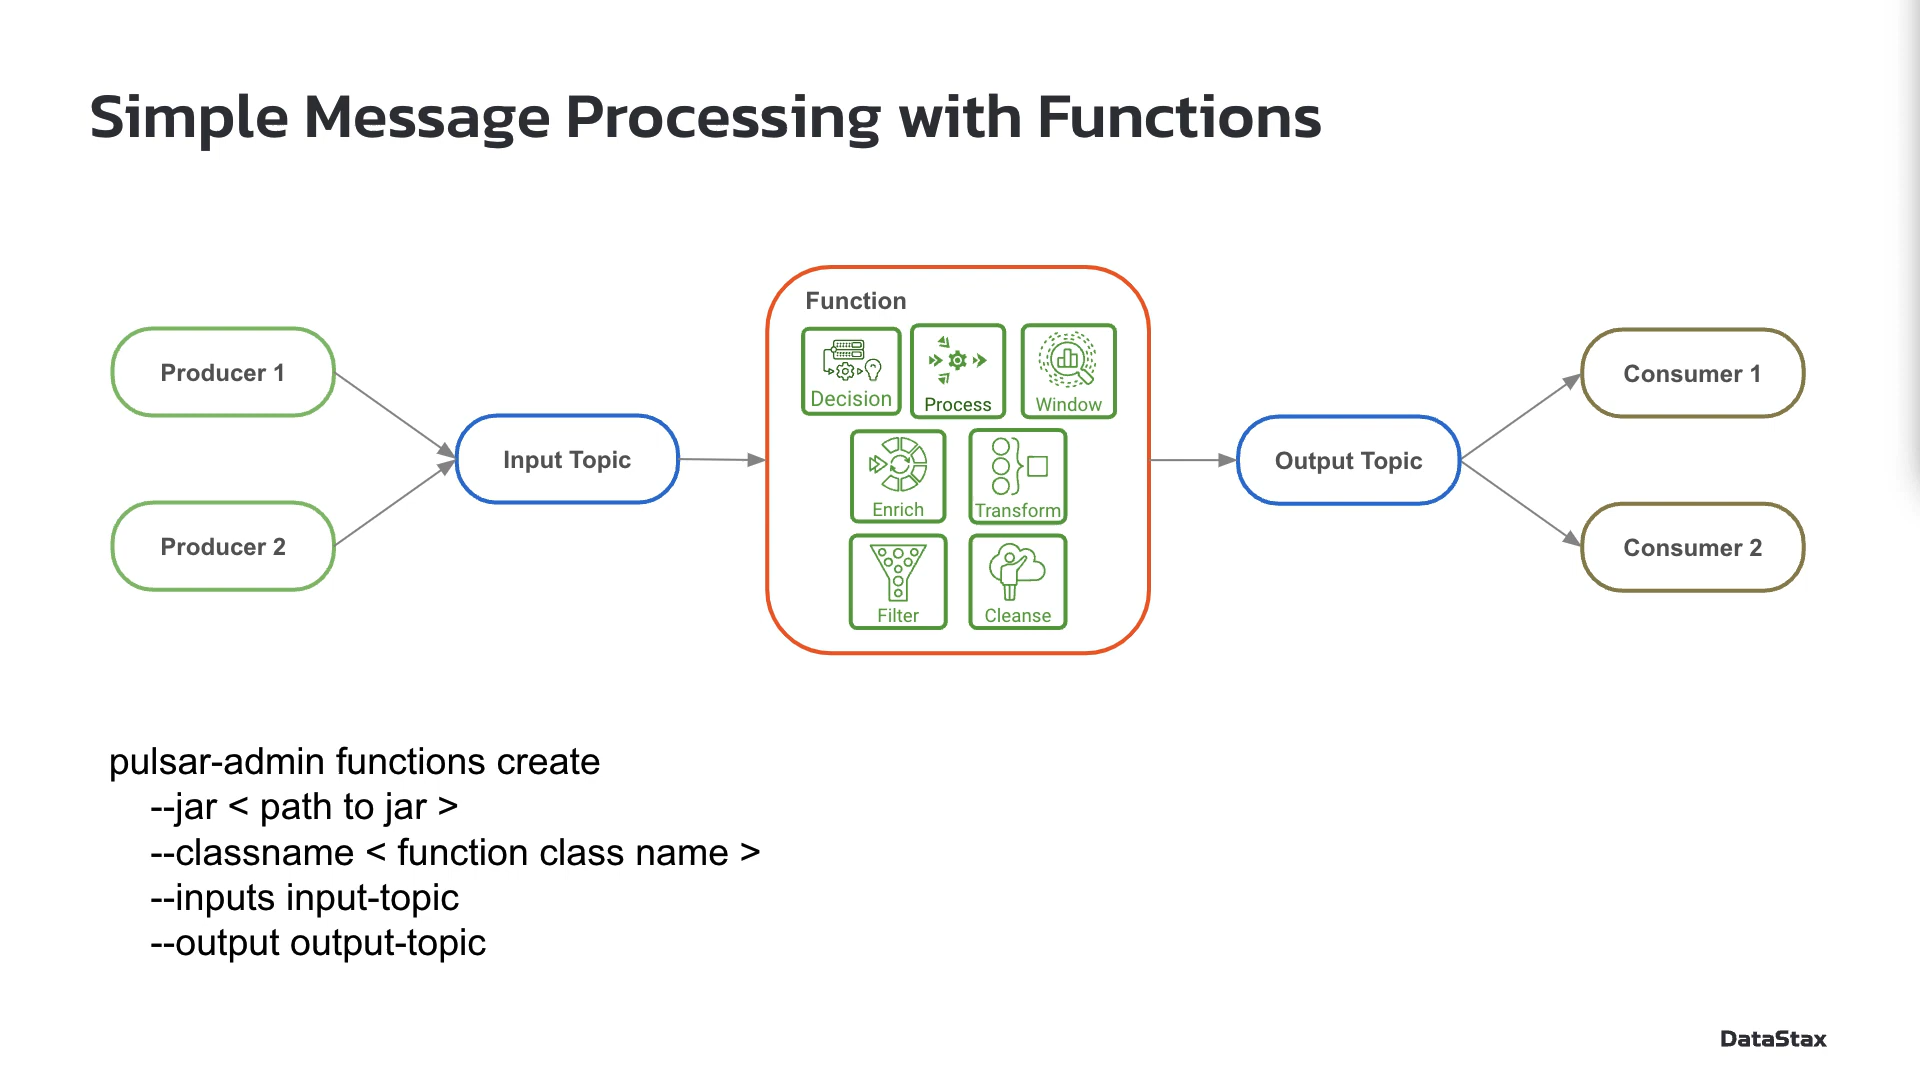 Simple Message Processing with Functions
Producer 1
Producer 2
Input Topic
Function
Decision
Process
Window
Enrich
Transform
Filter
Cleanse
Output Topic
Consumer 1
Consumer 2
pulsar-admin functions create
--jar < path to jar >
--classname < function class name >
--inputs input-topic
--output output-topic
DataStax